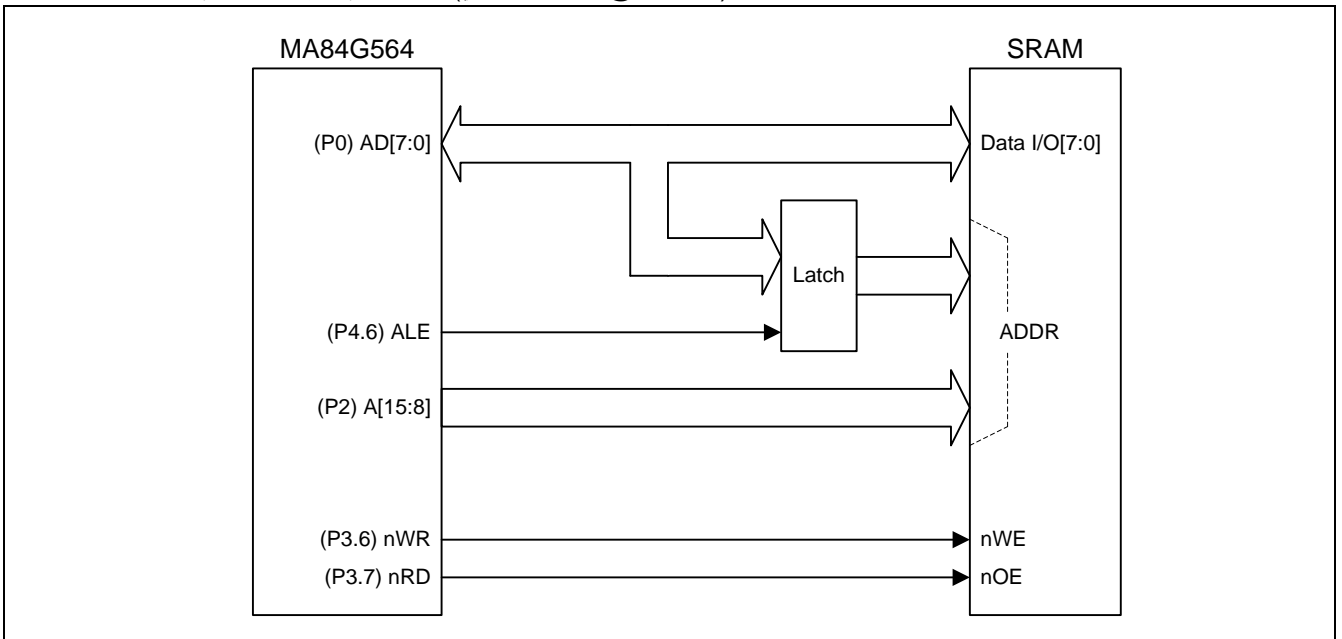 MA84G564 SRAM
(P0) AD[7:0] Data I/O[7:0]
Latch
(P4.6) ALE ADDR
(P2) A[15:8]
(P3.6) nWR nWE
(P3.7) nRD nOE